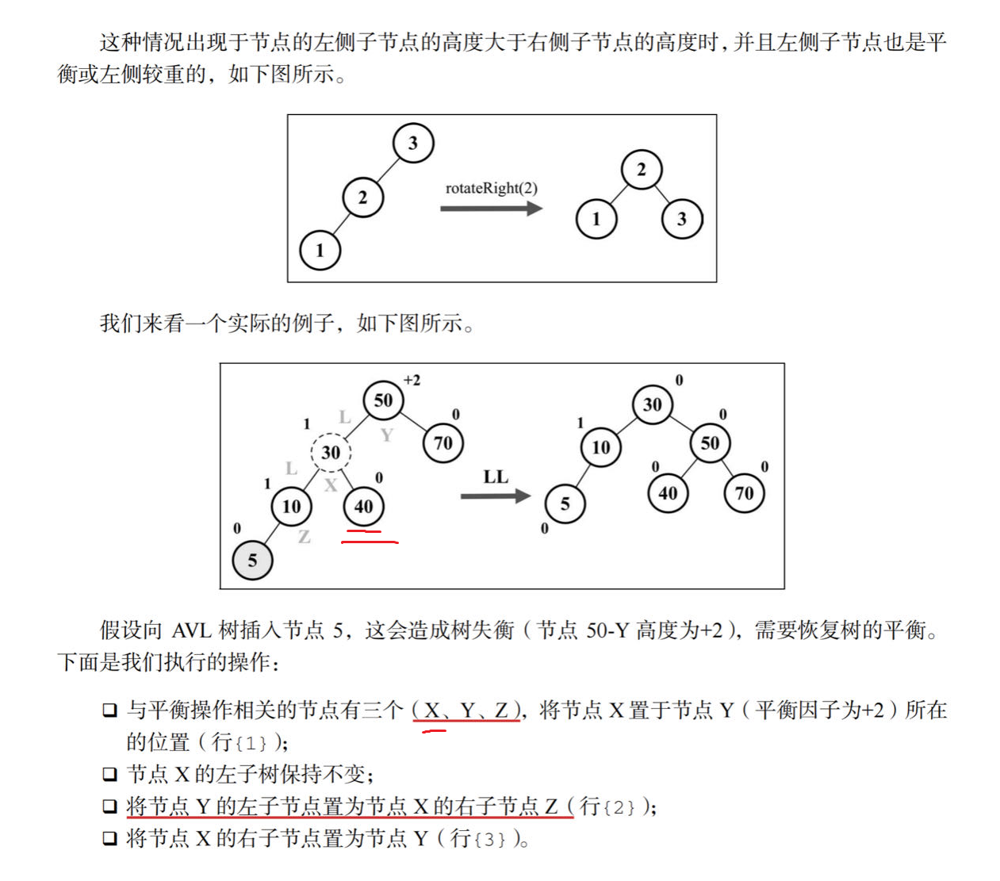 这种情况出现于节点的左侧子节点的高度大于右侧子节点的高度时，并且左侧子节点也是平
衡或左侧较重的，如下图所示。
3
2
1
rotateRight(2)
2
1
3
我们来看一个实际的例子，如下图所示。
+2
50
L
Y
0
70
1
30
L
X
1
10
Z
0
40
0
5
LL
0
30
1
10
0
50
5
0
0
40
0
70
假设向 AVL 树插入节点 5，这会造成树失衡（节点 50-Y 高度为+2），需要恢复树的平衡。
下面是我们执行的操作：
❑ 与平衡操作相关的节点有三个（X、Y、Z），将节点 X 置于节点 Y（平衡因子为+2）所在
的位置（行{1}）；
❑ 节点 X 的左子树保持不变；
❑ 将节点 Y 的左子节点置为节点 X 的右子节点 Z（行{2}）；
❑ 将节点 X 的右子节点置为节点 Y（行{3}）。